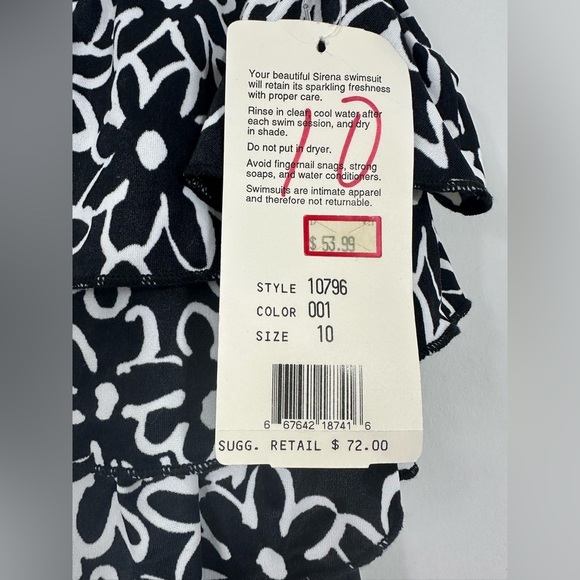 Your beautiful Sirena swimsuit
will retain its sparkling freshness
with proper care.
Rinse in clear, cool water after
each swim session, and dry
in shade.
Do not put in dryer.
Avoid fingernail snags, strong
soaps, and water conditioners.
Swimsuits are intimate apparel
and therefore not returnable.
10
$ 53.99
STYLE 10796
COLOR 001
SIZE 10
6 67642 18741 6
SUGG. RETAIL $ 72.00